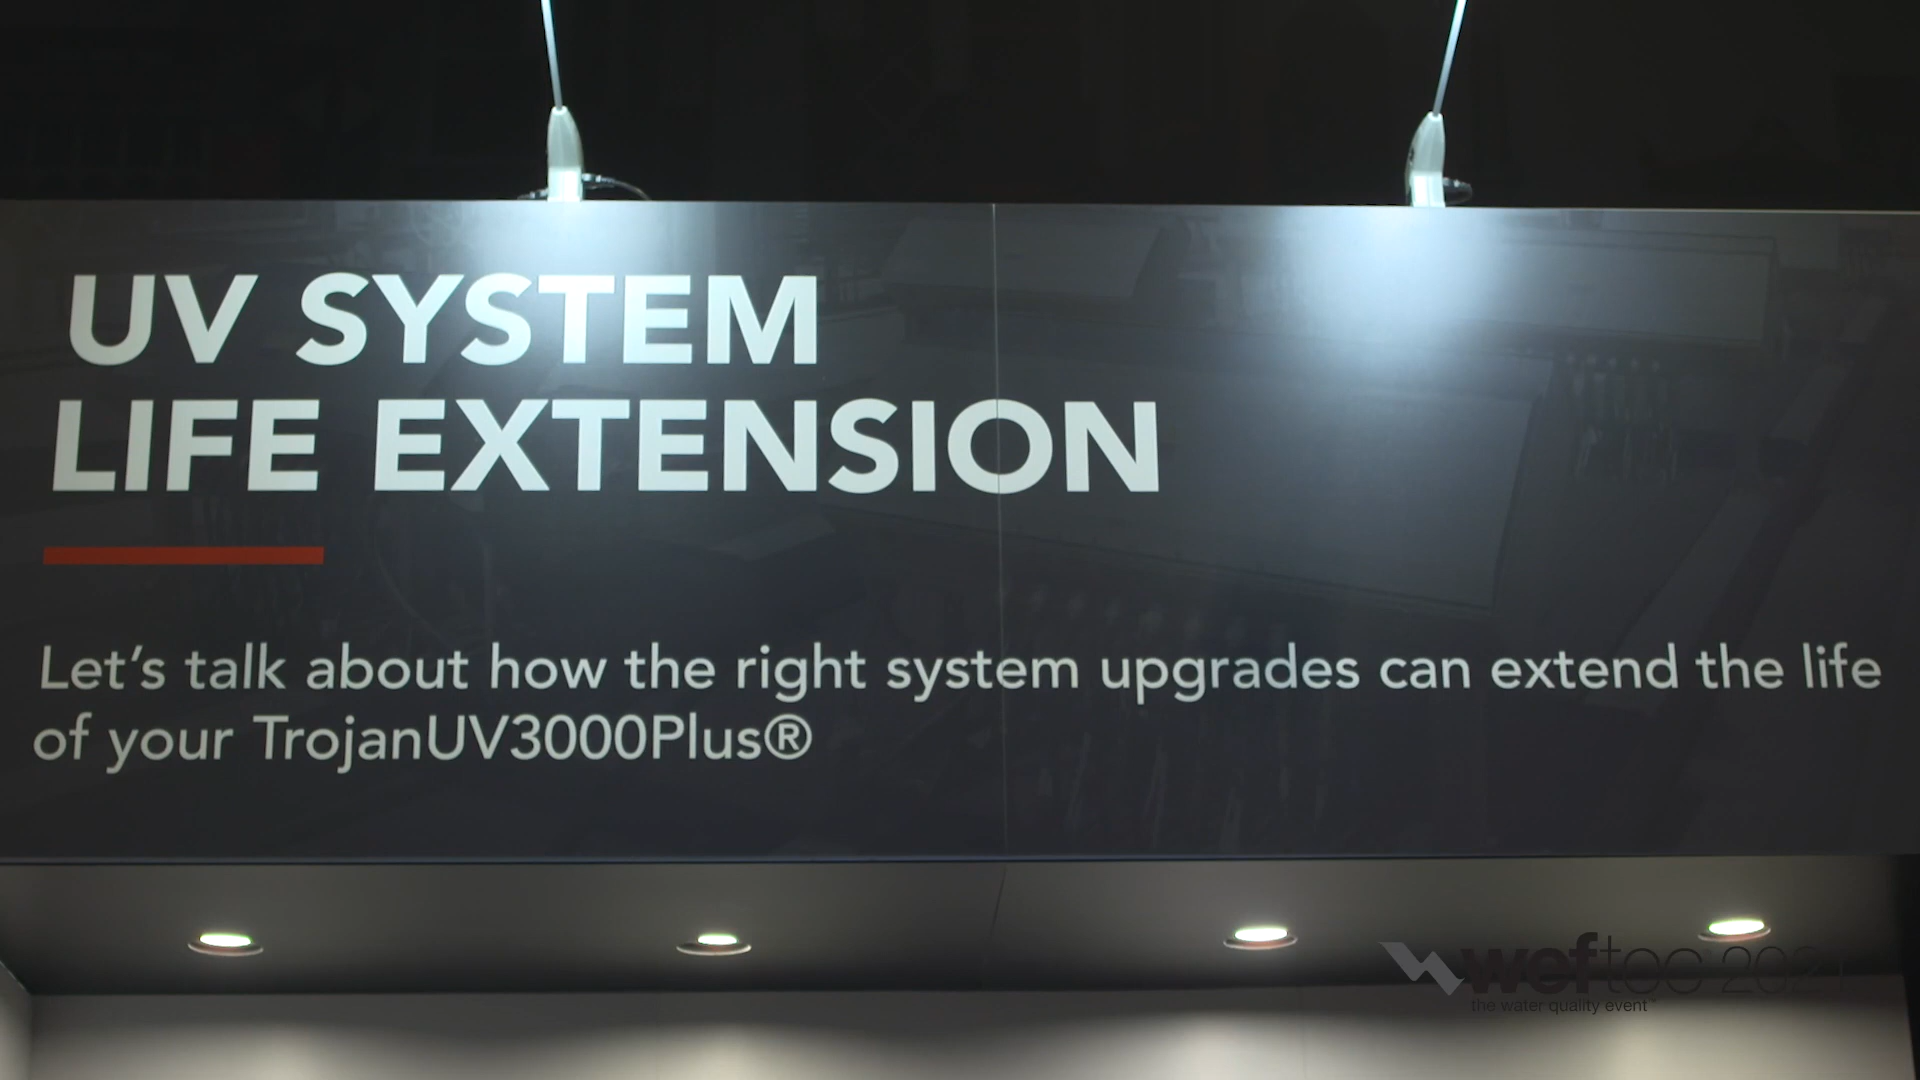 UV SYSTEM
LIFE EXTENSION
Let's talk about how the right system upgrades can extend the life
of your TrojanUV3000Plus®
weftec 2021
the water quality event™